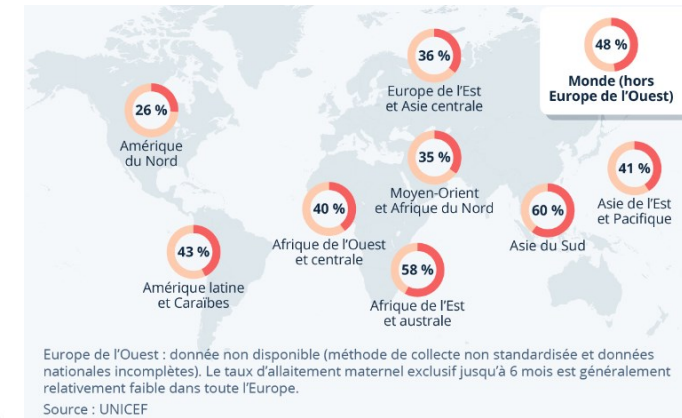 36 %
Europe de l'Est
et Asie centrale
48 %
Monde (hors
Europe de l'Ouest)
26 %
Amérique
du Nord
35 %
Moyen-Orient
et Afrique du Nord
41 %
Asie de l'Est
et Pacifique
40 %
Afrique de l'Ouest
et centrale
60 %
Asie du Sud
43 %
Amérique latine
et Caraïbes
58 %
Afrique de l'Est
et australe
Europe de l'Ouest : donnée non disponible (méthode de collecte non standardisée et données
nationales incomplètes). Le taux d'allaitement maternel exclusif jusqu'à 6 mois est généralement
relativement faible dans toute l'Europe.
Source : UNICEF